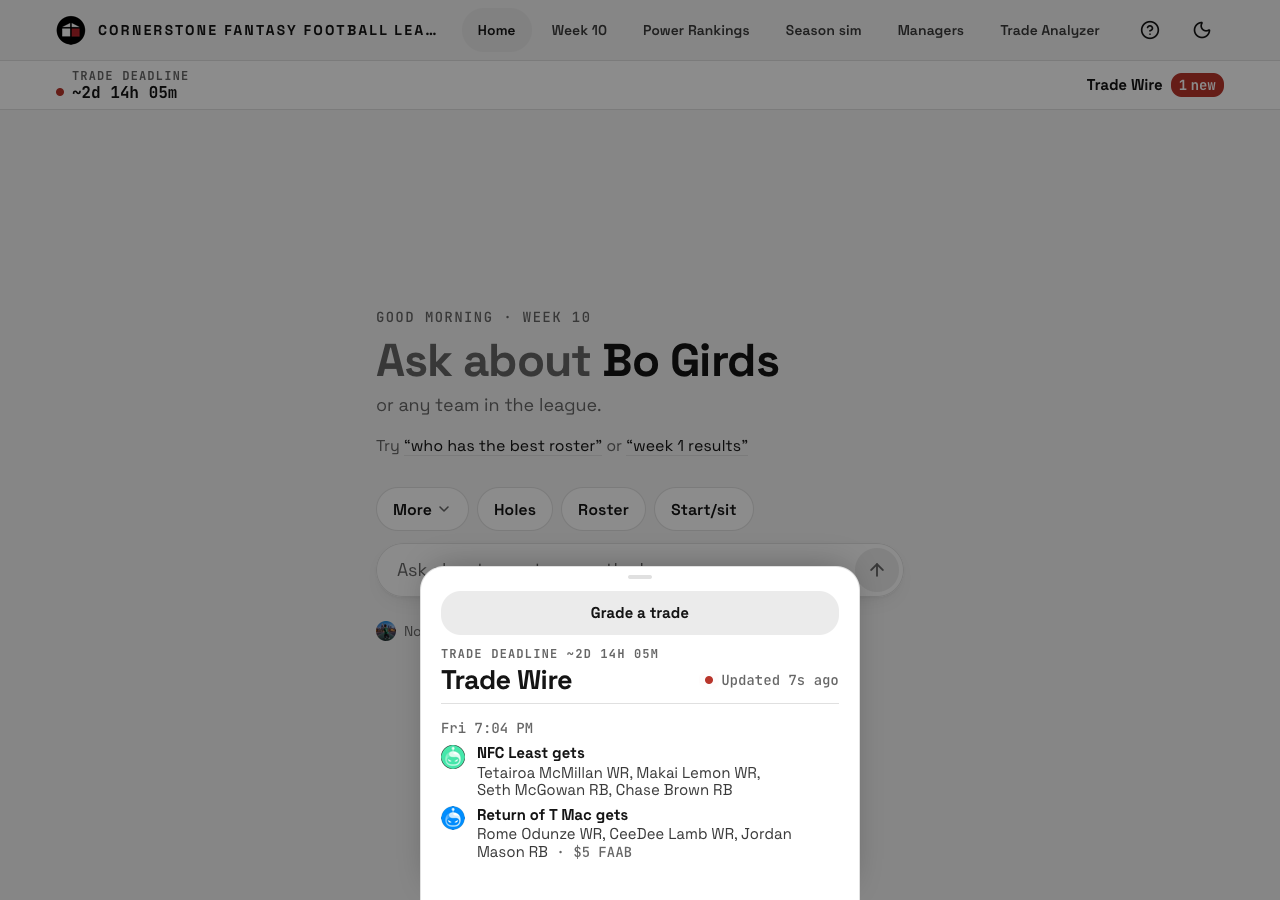 CORNERSTONE FANTASY FOOTBALL LEA…
Home
Week 10
Power Rankings
Season sim
Managers
Trade Analyzer
TRADE DEADLINE
~2d 14h 05m
Trade Wire
1 new
GOOD MORNING · WEEK 10
Ask about Bo Girds
or any team in the league.
Try “who has the best roster” or “week 1 results”
More
Holes
Roster
Start/sit
Ask
No
Grade a trade
TRADE DEADLINE ~2D 14H 05M
Trade Wire
Updated 7s ago
Fri 7:04 PM
NFC Least gets
Tetairoa McMillan WR, Makai Lemon WR,
Seth McGowan RB, Chase Brown RB
Return of T Mac gets
Rome Odunze WR, CeeDee Lamb WR, Jordan
Mason RB · $5 FAAB